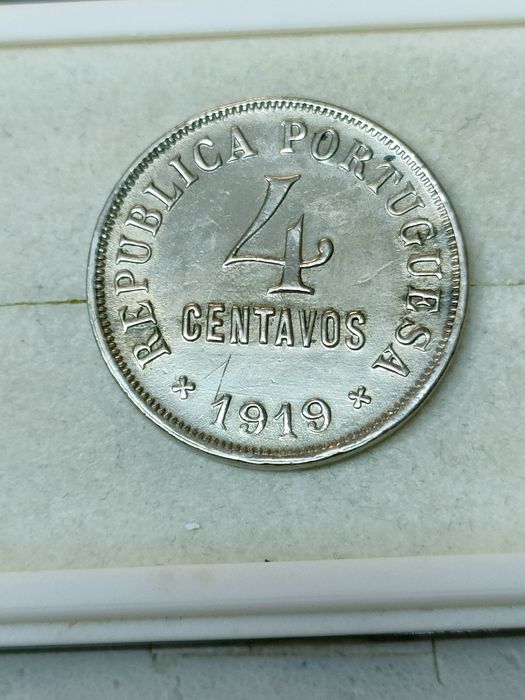 REPUBLICA PORTUGUESA
4
CENTAVOS
* 1919 *